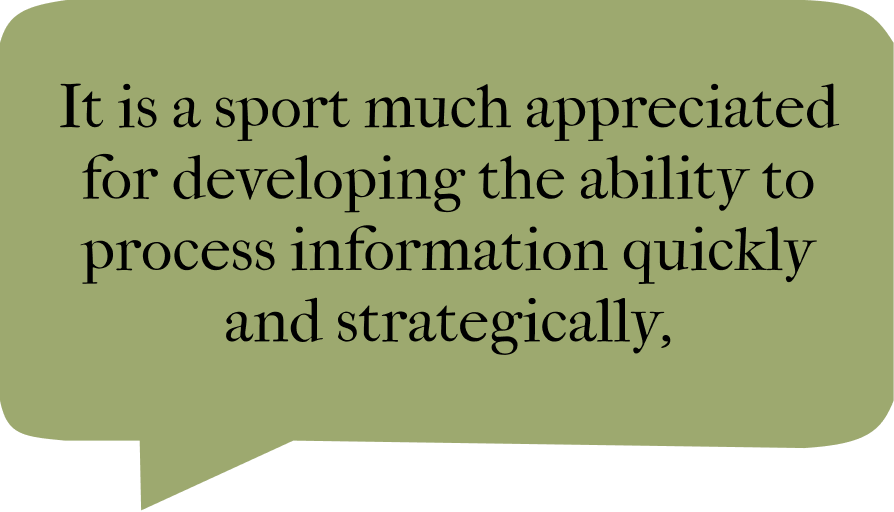 It is a sport much appreciated
for developing the ability to
process information quickly
and strategically,